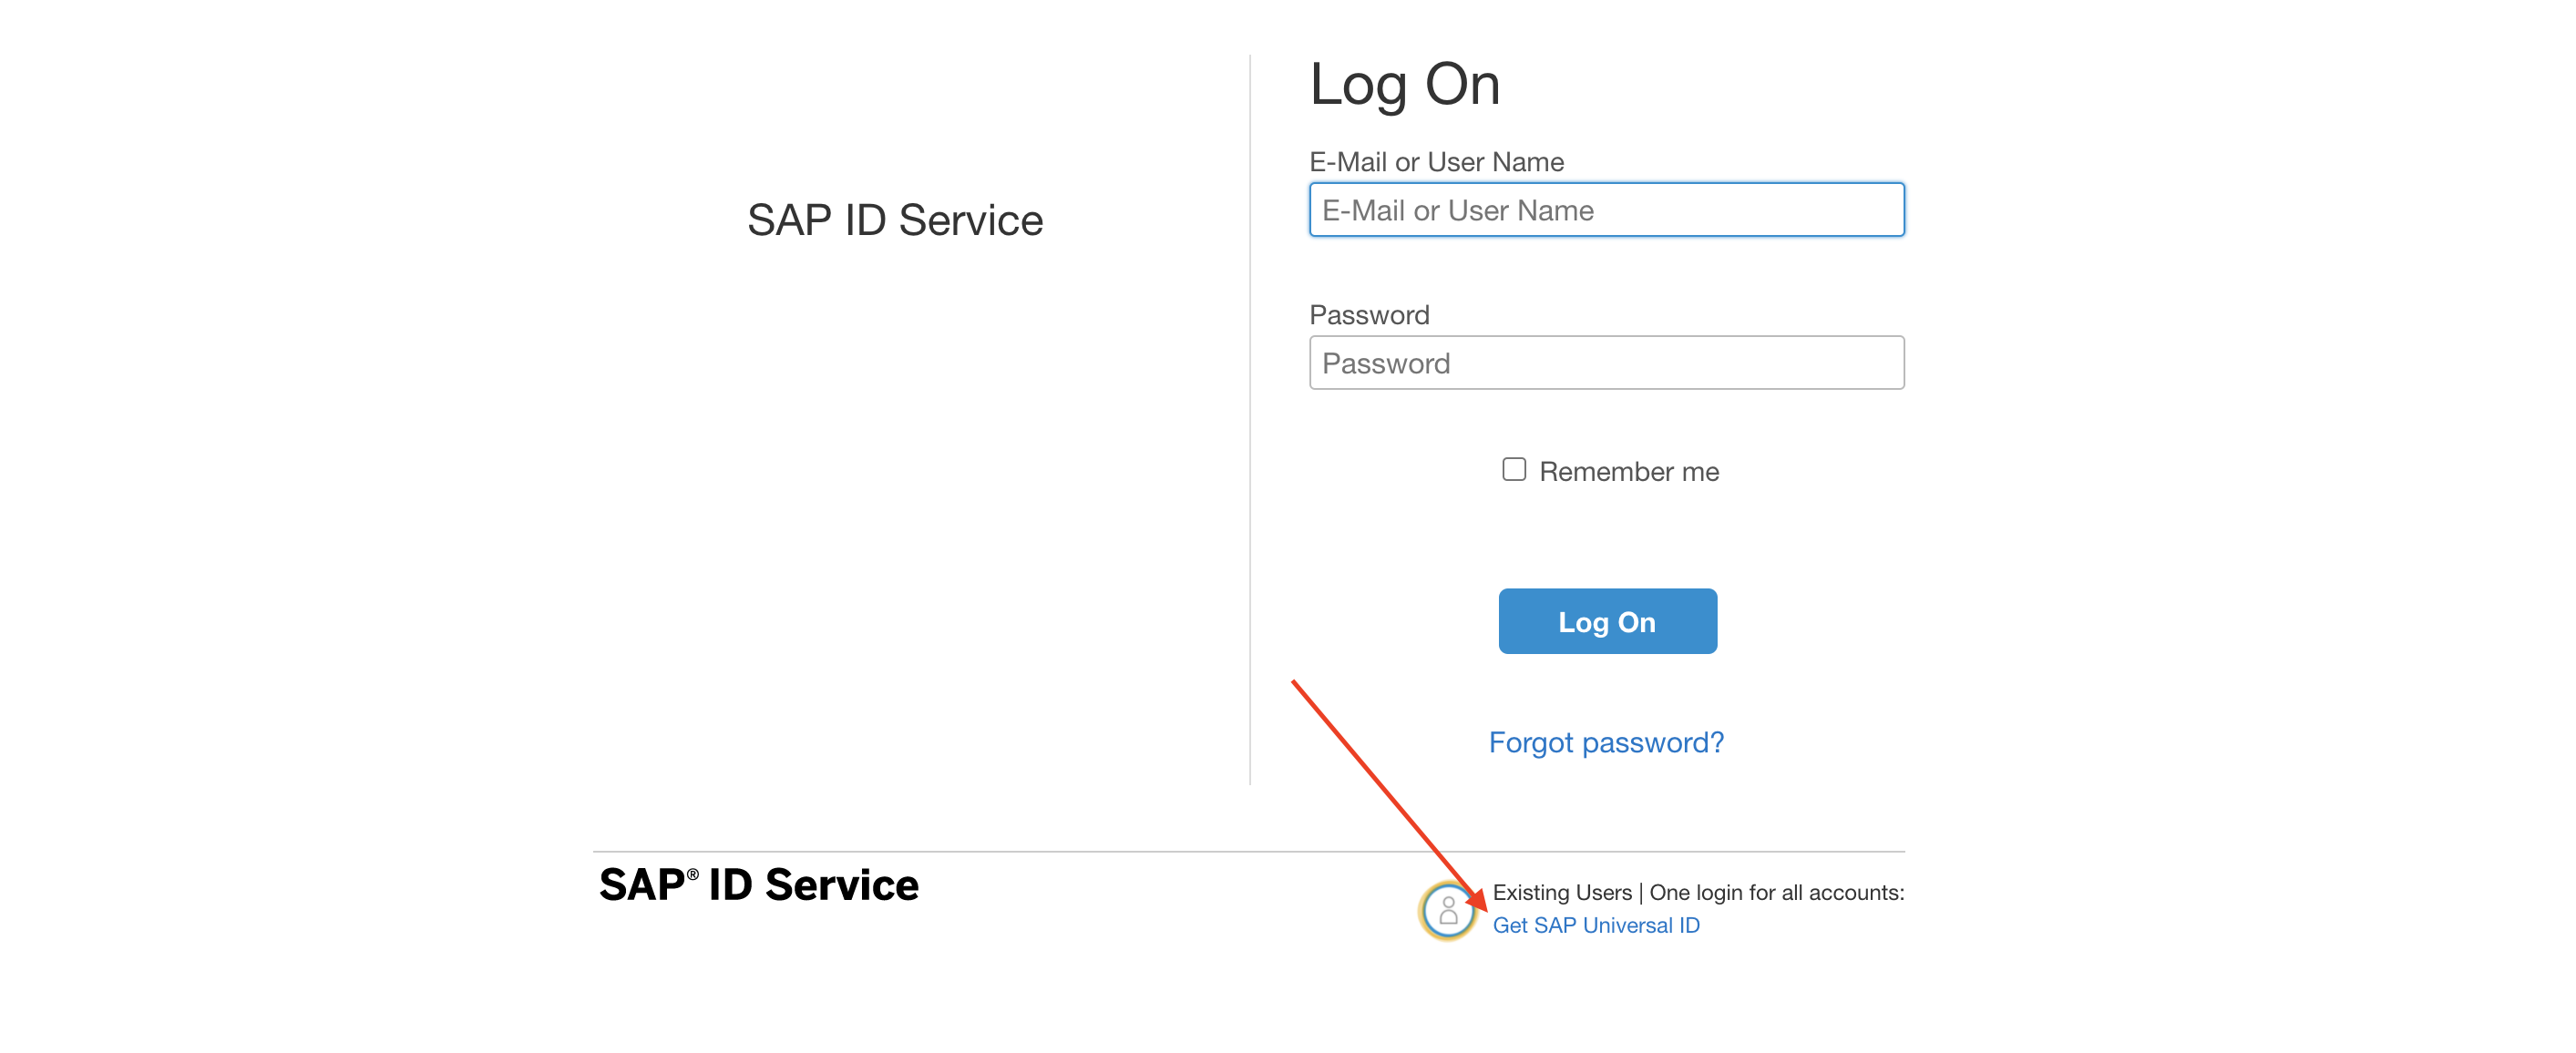 SAP ID Service
Log On
E-Mail or User Name
E-Mail or User Name
Password
Password
Remember me
Log On
Forgot password?
SAP® ID Service
Existing Users | One login for all accounts:
Get SAP Universal ID